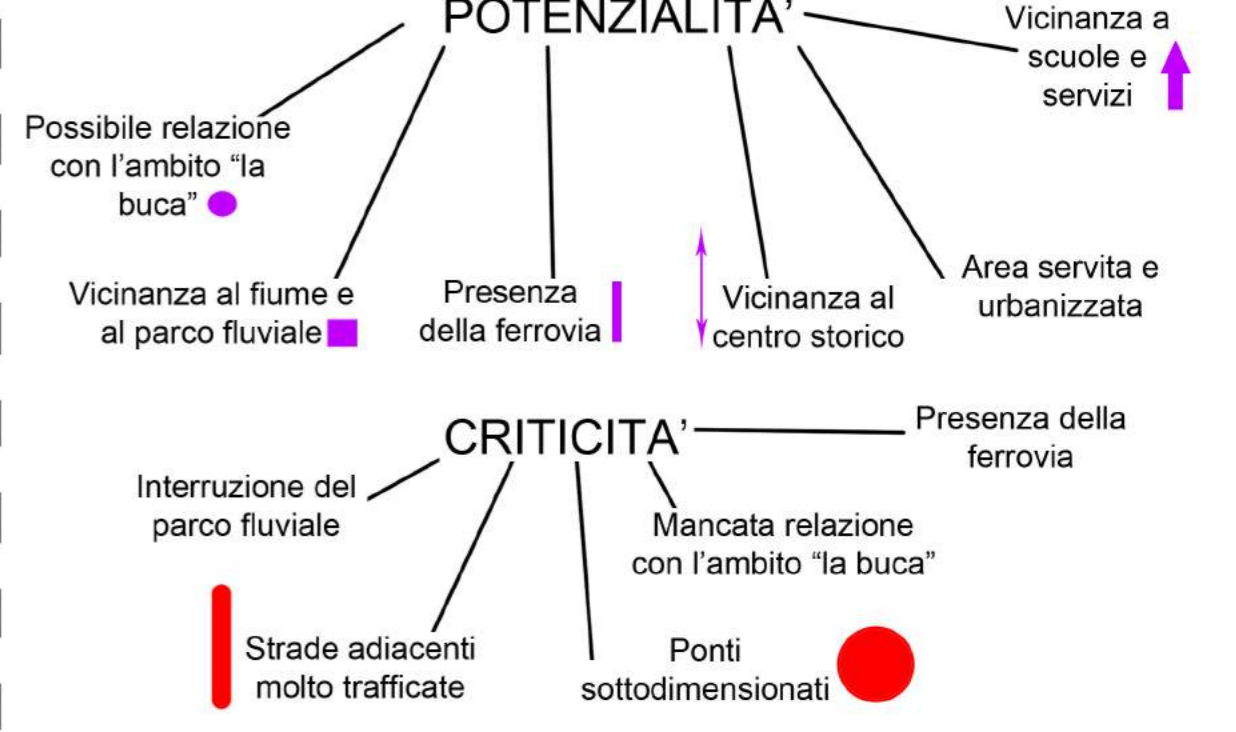 POTENZIALITA'
Vicinanza a
scuole e
servizi
Possibile relazione
con l'ambito “la
buca”
Vicinanza al fiume e
al parco fluviale
Presenza
della ferrovia
Vicinanza al
centro storico
Area servita e
urbanizzata
CRITICITA'
Presenza della
ferrovia
Interruzione del
parco fluviale
Mancata relazione
con l'ambito “la buca”
Strade adiacenti
molto trafficate
Ponti
sottodimensionati